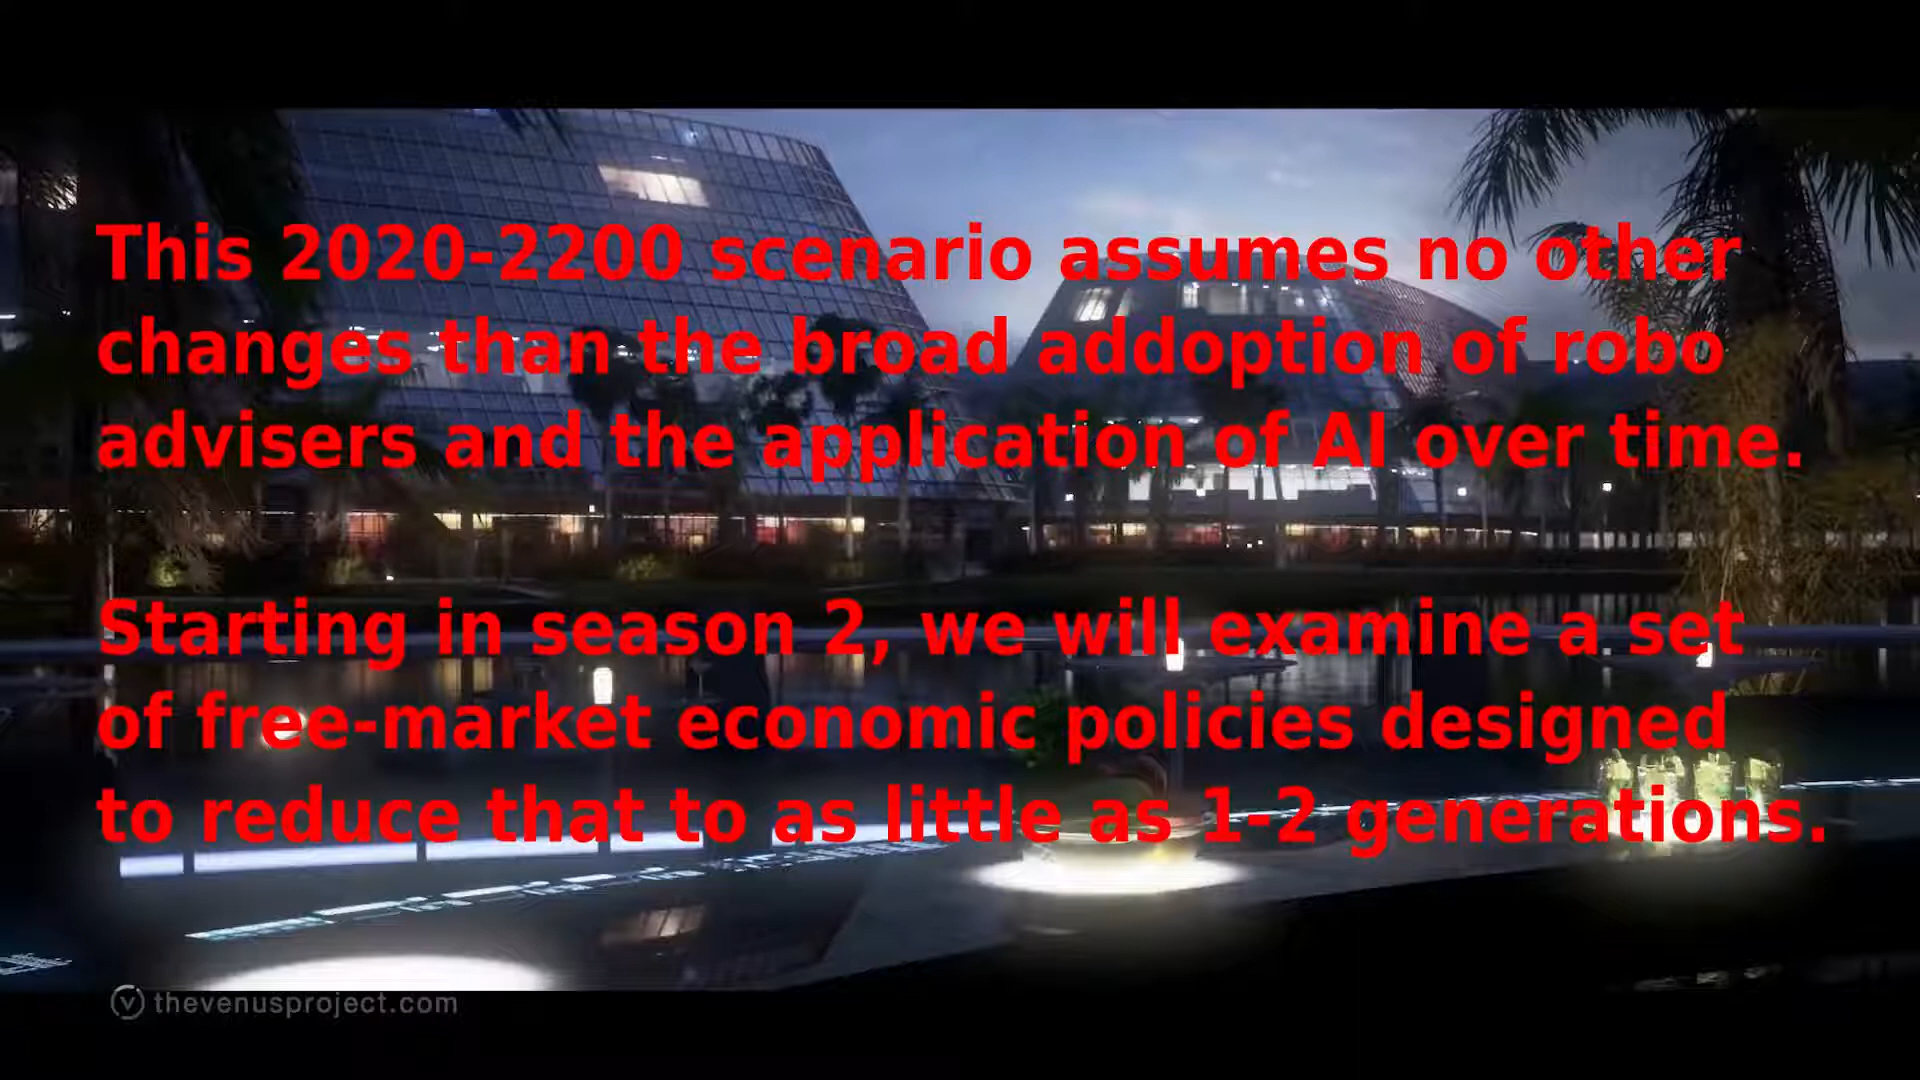 This 2020-2200 scenario assumes no other
changes than the broad addoption of robo
advisers and the application of AI over time.
Starting in season 2, we will examine a set
of free-market economic policies designed
to reduce that to as little as 1-2 generations.
thevenusproject.com